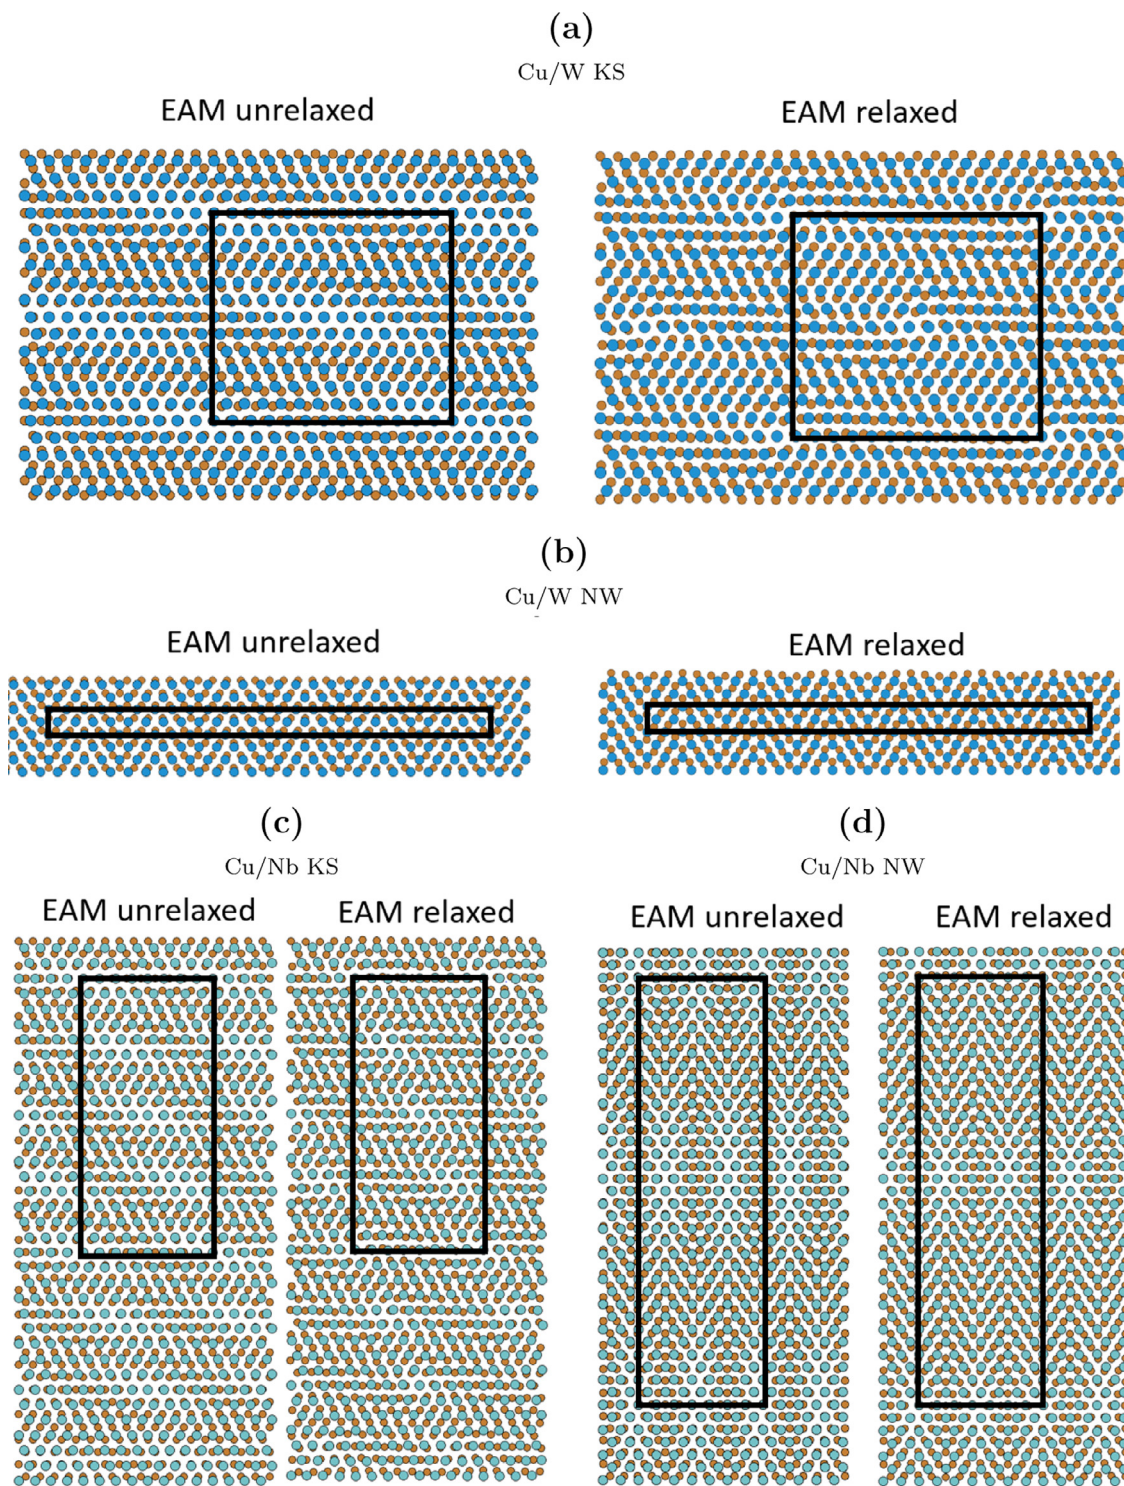 (a)
Cu/W KS
EAM unrelaxed
EAM relaxed
(b)
Cu/W NW
EAM unrelaxed
EAM relaxed
(c)
Cu/Nb KS
EAM unrelaxed
EAM relaxed
(d)
Cu/Nb NW
EAM unrelaxed
EAM relaxed